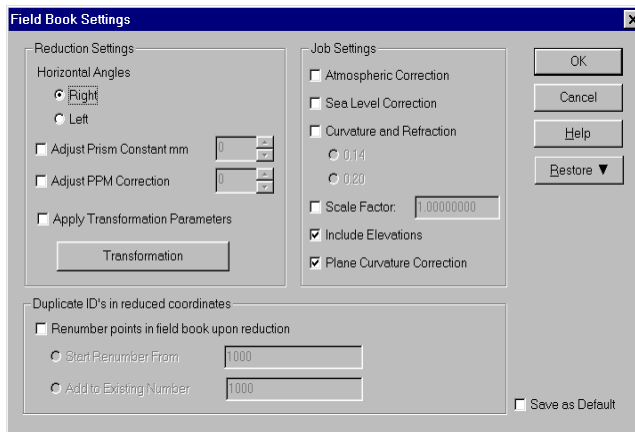 Field Book Settings
Reduction Settings
Horizontal Angles
Right
Left
Adjust Prism Constant mm
0
Adjust PPM Correction
0
Apply Transformation Parameters
Transformation
Job Settings
Atmospheric Correction
Sea Level Correction
Curvature and Refraction
0.14
0.20
Scale Factor:
1.00000000
Include Elevations
Plane Curvature Correction
OK
Cancel
Help
Restore ▼
Duplicate ID's in reduced coordinates
Renumber points in field book upon reduction
Start Renumber From
1000
Add to Existing Number
1000
Save as Default